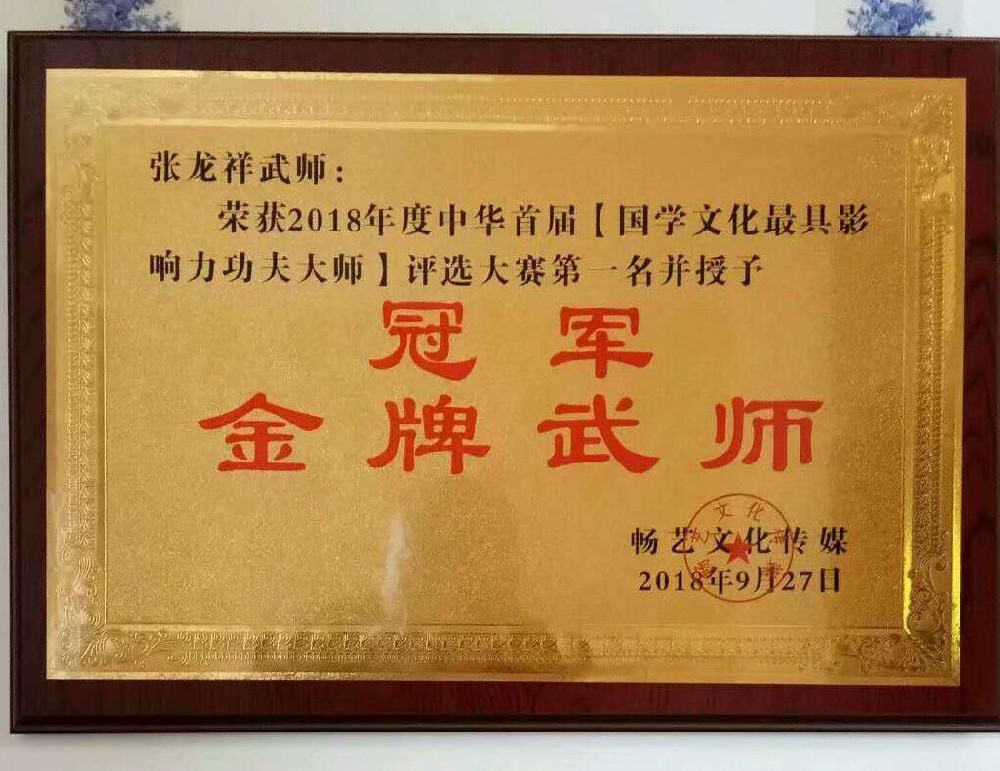 张龙祥武师：
荣获2018年度中华首届【国学文化最具影
响力功夫大师】评选大赛第一名并授予
冠军
金牌武师
文化
畅艺文化传媒
2018年9月27日